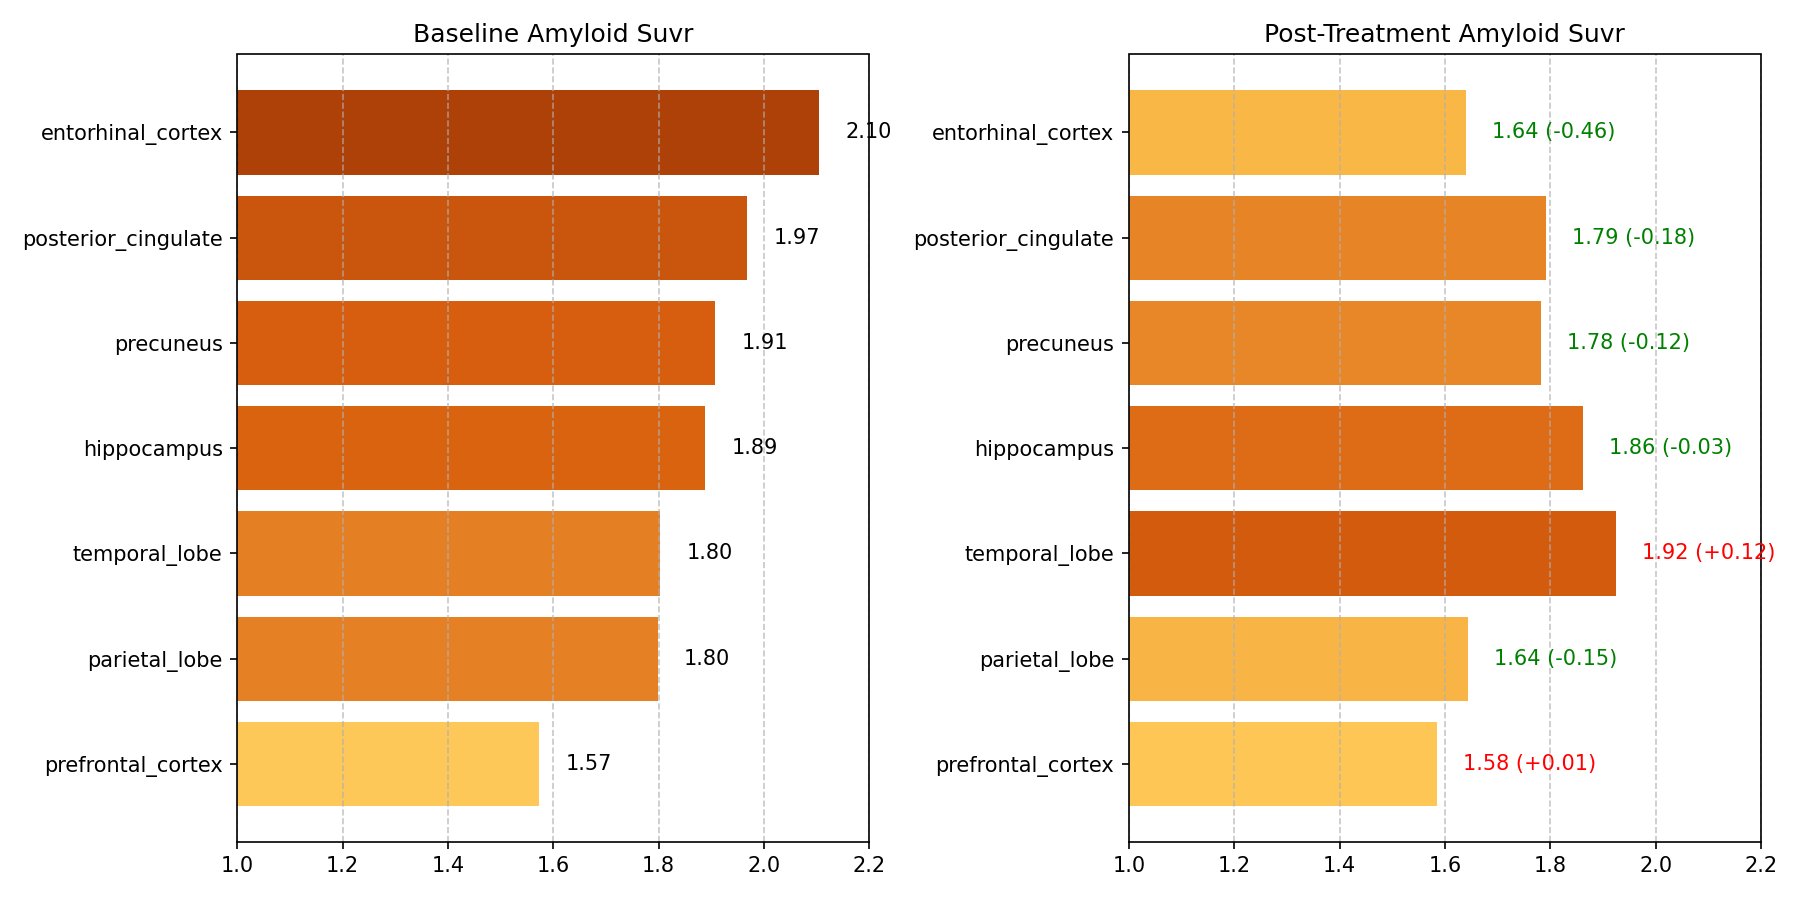 Baseline Amyloid Suvr
entorhinal_cortex
2.10
posterior_cingulate
1.97
precuneus
1.91
hippocampus
1.89
temporal_lobe
1.80
parietal_lobe
1.80
prefrontal_cortex
1.57
1.0 1.2 1.4 1.6 1.8 2.0 2.2
Post-Treatment Amyloid Suvr
entorhinal_cortex
1.64 (-0.46)
posterior_cingulate
1.79 (-0.18)
precuneus
1.78 (-0.12)
hippocampus
1.86 (-0.03)
temporal_lobe
1.92 (+0.12)
parietal_lobe
1.64 (-0.15)
prefrontal_cortex
1.58 (+0.01)
1.0 1.2 1.4 1.6 1.8 2.0 2.2